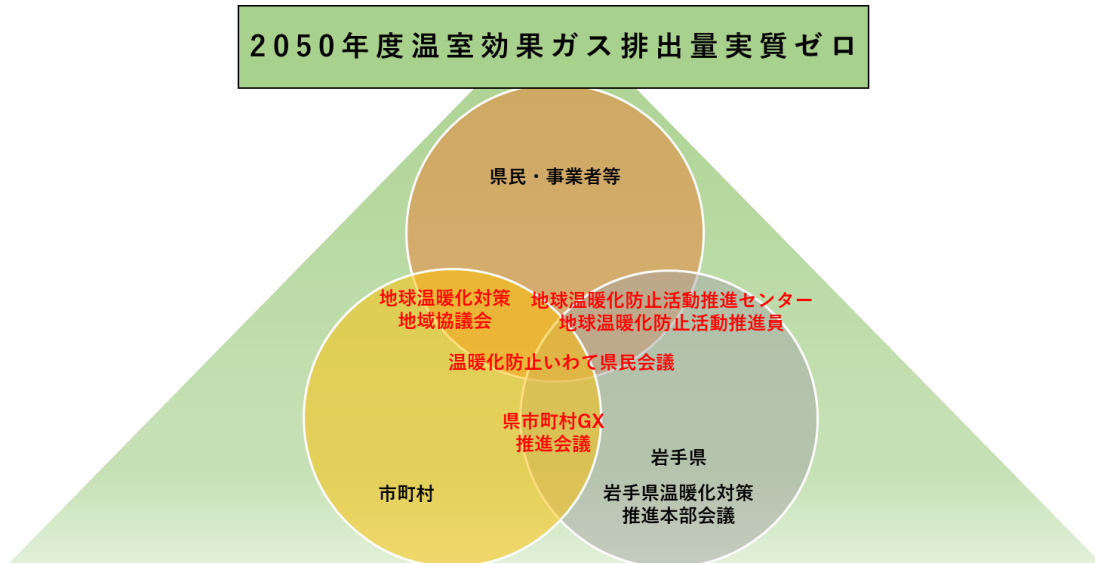 2050年度温室効果ガス排出量実質ゼロ
県民・事業者等
地球温暖化対策
地域協議会
地球温暖化防止活動推進センター
地球温暖化防止活動推進員
温暖化防止いわて県民会議
県市町村GX
推進会議
市町村
岩手県
岩手県温暖化対策
推進本部会議